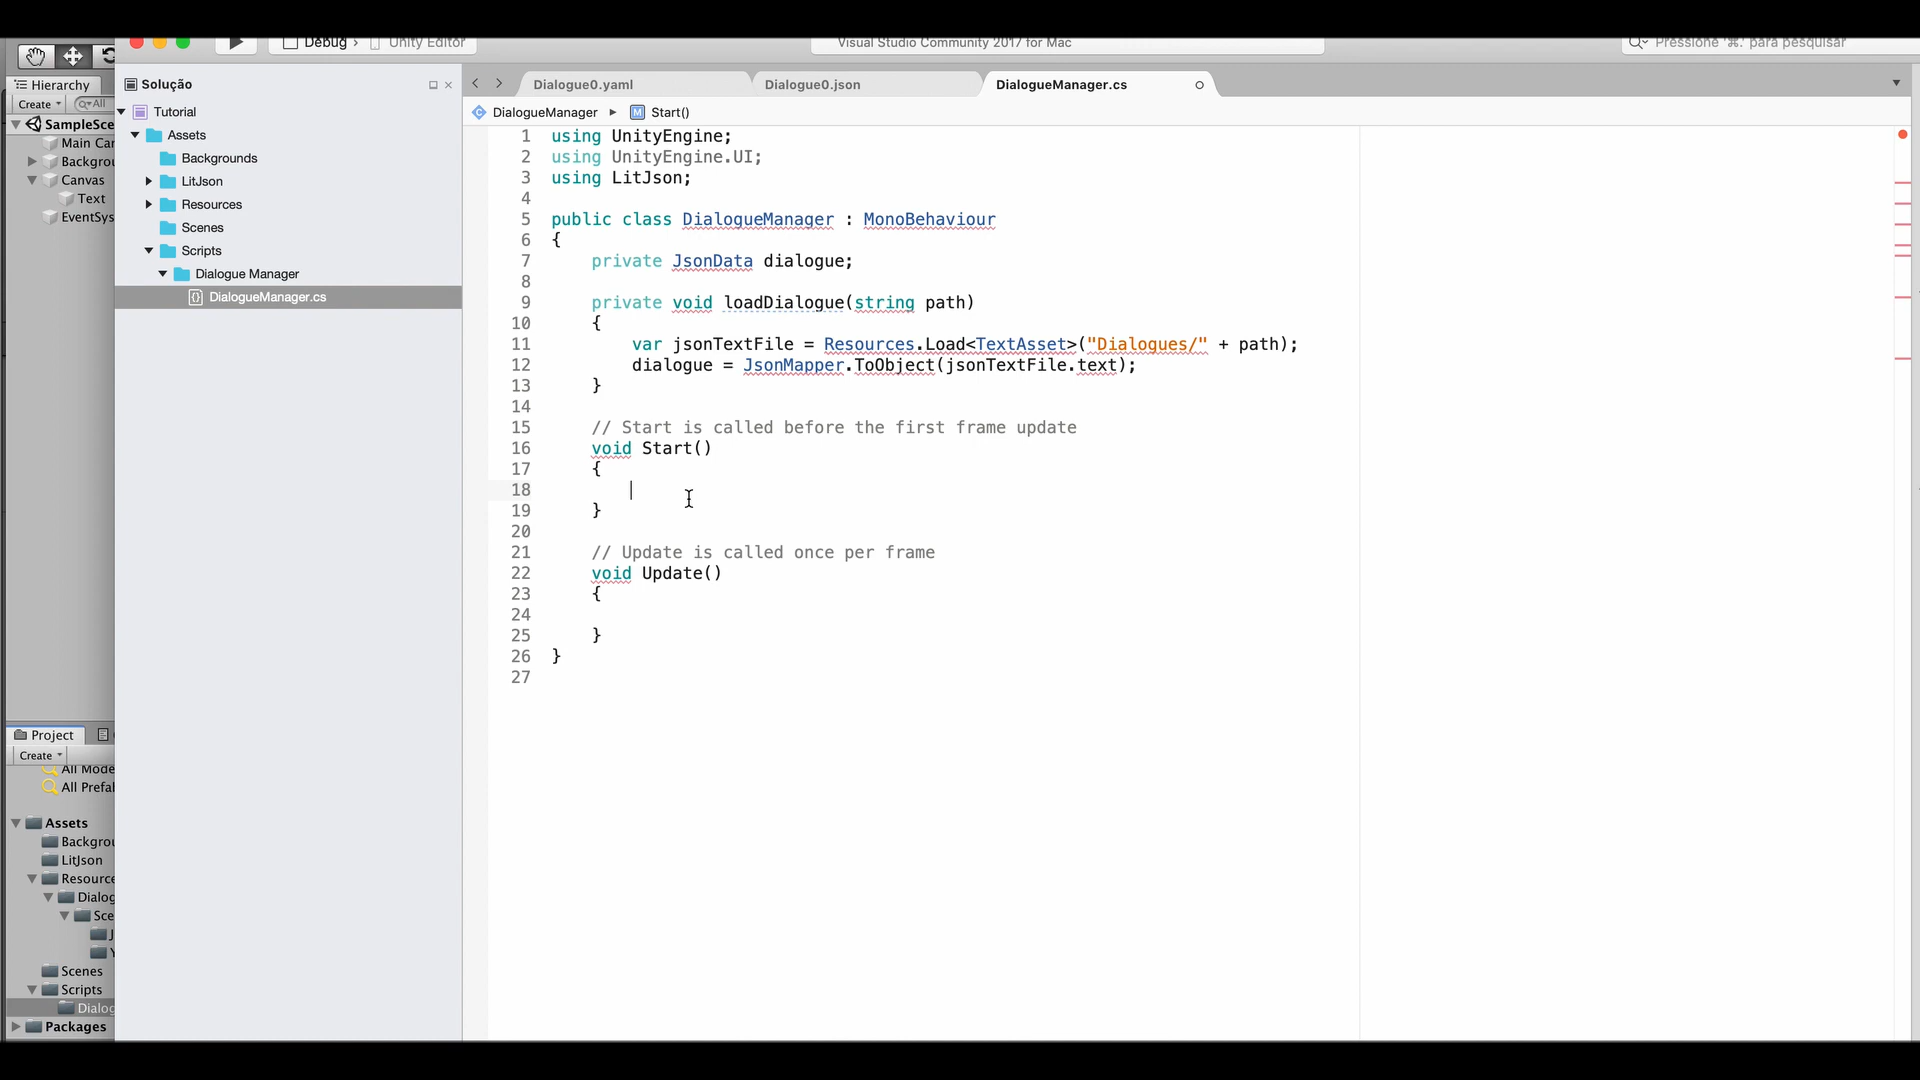 Debug › Unity Editor
Visual Studio Community 2017 for Mac
Pressione '⌘.' para pesquisar
Hierarchy
Create
All
SampleSce
Main Car
Backgrou
Canvas
Text
EventSys
Project
Create
All Mode
All Prefal
Assets
Backgrou
LitJson
Resource
Dialog
Sce
J
Y
Scenes
Scripts
Dialog
Packages
Solução
Tutorial
Assets
Backgrounds
LitJson
Resources
Scenes
Scripts
Dialogue Manager
DialogueManager.cs
Dialogue0.yaml
Dialogue0.json
DialogueManager.cs
DialogueManager
Start()
1 using UnityEngine;
2 using UnityEngine.UI;
3 using LitJson;
4
5 public class DialogueManager : MonoBehaviour
6 {
7 private JsonData dialogue;
8
9 private void loadDialogue(string path)
10 {
11 var jsonTextFile = Resources.Load<TextAsset>("Dialogues/" + path);
12 dialogue = JsonMapper.ToObject(jsonTextFile.text);
13 }
14
15 // Start is called before the first frame update
16 void Start()
17 {
18
19 }
20
21 // Update is called once per frame
22 void Update()
23 {
24
25 }
26 }
27